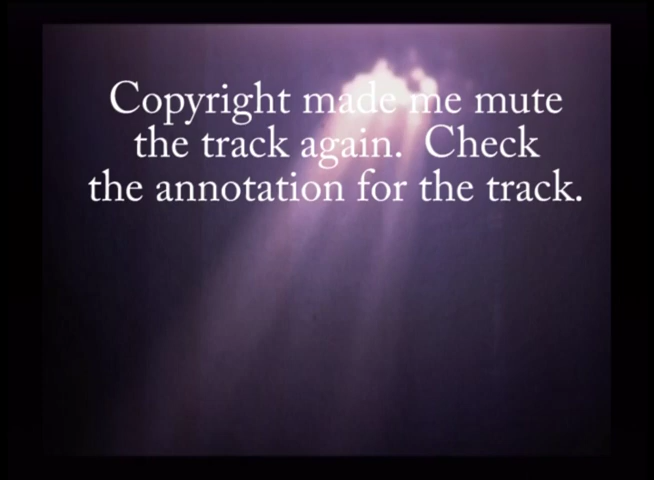 Copyright made me mute
the track again. Check
the annotation for the track.